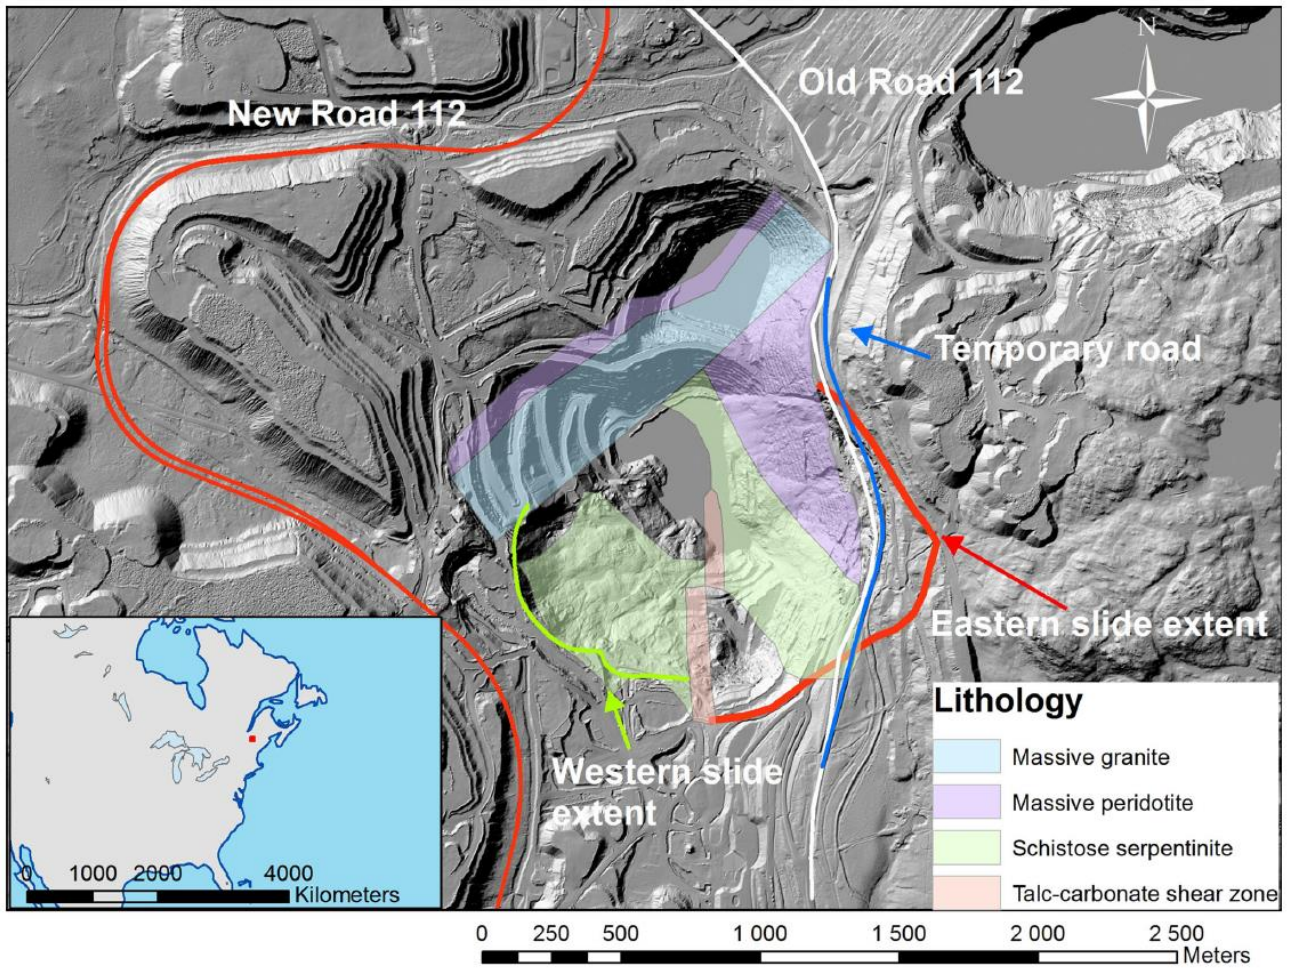 N
Old Road 112
New Road 112
Temporary road
Eastern slide extent
Western slide
extent
Lithology
Massive granite
Massive peridotite
Schistose serpentinite
Talc-carbonate shear zone
0 1000 2000 4000
Kilometers
0 250 500 1 000 1 500 2 000 2 500
Meters